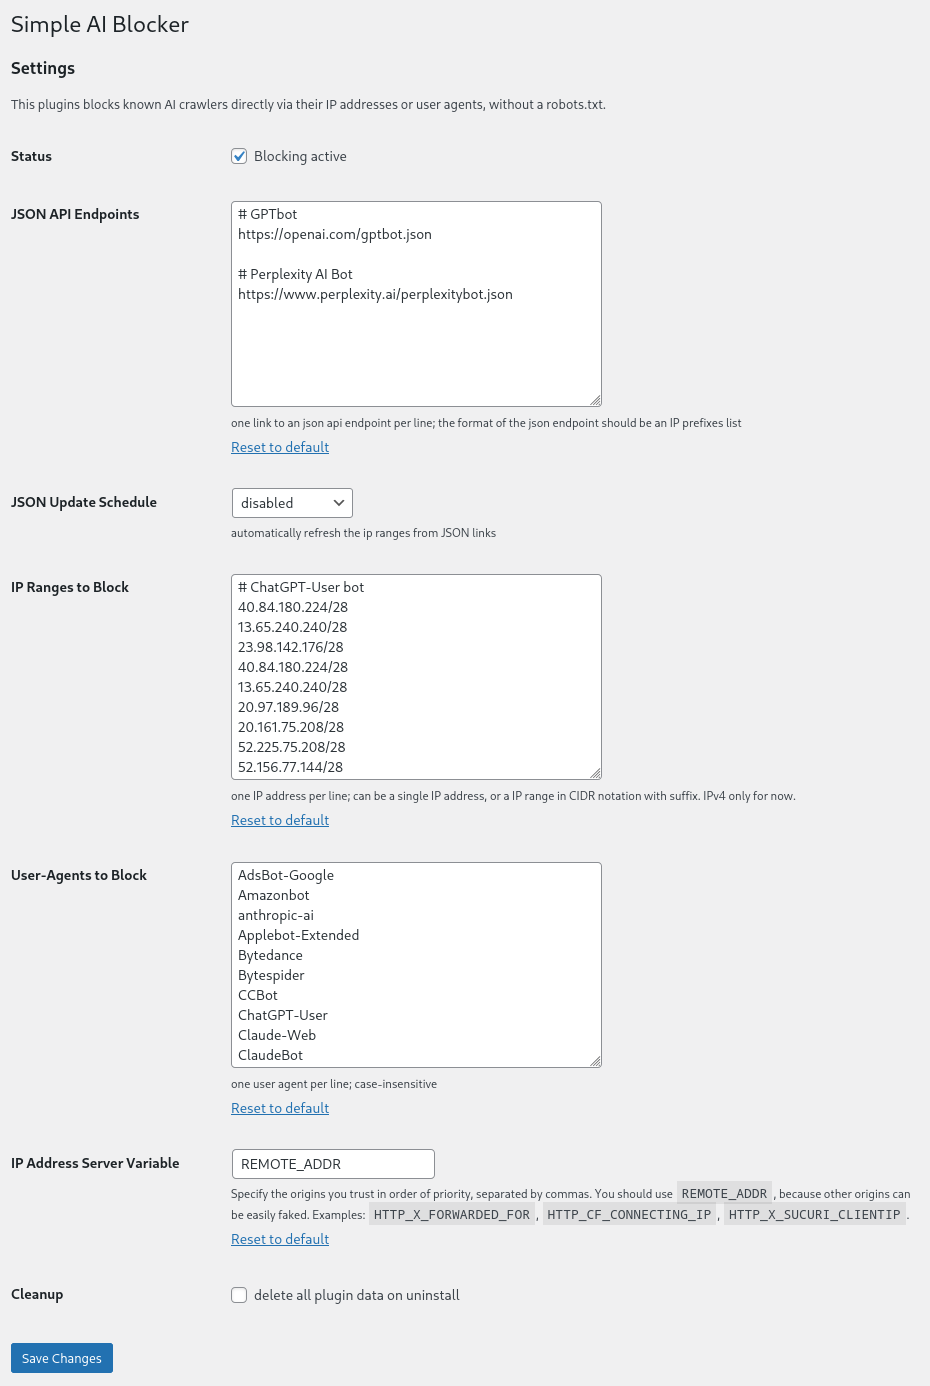 Simple AI Blocker
Settings
This plugins blocks known AI crawlers directly via their IP addresses or user agents, without a robots.txt.
Status
Blocking active
JSON API Endpoints
# GPTbot
https://openai.com/gptbot.json
# Perplexity AI Bot
https://www.perplexity.ai/perplexitybot.json
one link to an json api endpoint per line; the format of the json endpoint should be an IP prefixes list
Reset to default
JSON Update Schedule
disabled
automatically refresh the ip ranges from JSON links
IP Ranges to Block
# ChatGPT-User bot
40.84.180.224/28
13.65.240.240/28
23.98.142.176/28
40.84.180.224/28
13.65.240.240/28
20.97.189.96/28
20.161.75.208/28
52.225.75.208/28
52.156.77.144/28
one IP address per line; can be a single IP address, or a IP range in CIDR notation with suffix. IPv4 only for now.
Reset to default
User-Agents to Block
AdsBot-Google
Amazonbot
anthropic-ai
Applebot-Extended
Bytedance
Bytespider
CCBot
ChatGPT-User
Claude-Web
ClaudeBot
one user agent per line; case-insensitive
Reset to default
IP Address Server Variable
REMOTE_ADDR
Specify the origins you trust in order of priority, separated by commas. You should use REMOTE_ADDR , because other origins can
be easily faked. Examples: HTTP_X_FORWARDED_FOR , HTTP_CF_CONNECTING_IP , HTTP_X_SUCURI_CLIENTIP .
Reset to default
Cleanup
delete all plugin data on uninstall
Save Changes